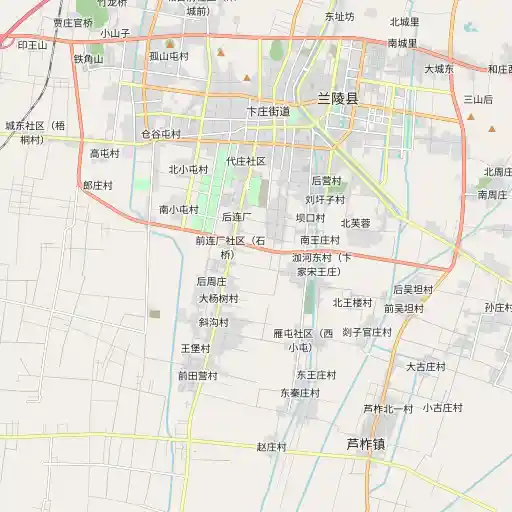 竹龙桥
贾庄官桥
城前）
东址坊
北城里
小山子
印王山
南城里
孤山屯村
铁角山
大城东
和庄西
兰陵县
三山后
卞庄街道
城东社区（梧
桐村）
仓谷屯村
高屯村
代庄社区
北小屯村
北周庄
后营村
郎庄村
南周庄
刘圩子村
南小屯村
后连厂
坝口村
北芙蓉
前连厂社区（石
桥）
南王庄村
泇河东村（卞
家宋王庄）
后周庄
后吴坦村
大杨树村
北王楼村
前吴坦村
孙庄村
斜沟村
雁屯社区（西
小屯）
剡子官庄村
王堡村
大古庄村
前田营村
东王庄村
东秦庄村
芦柞北一村
小古庄村
赵庄村
芦柞镇